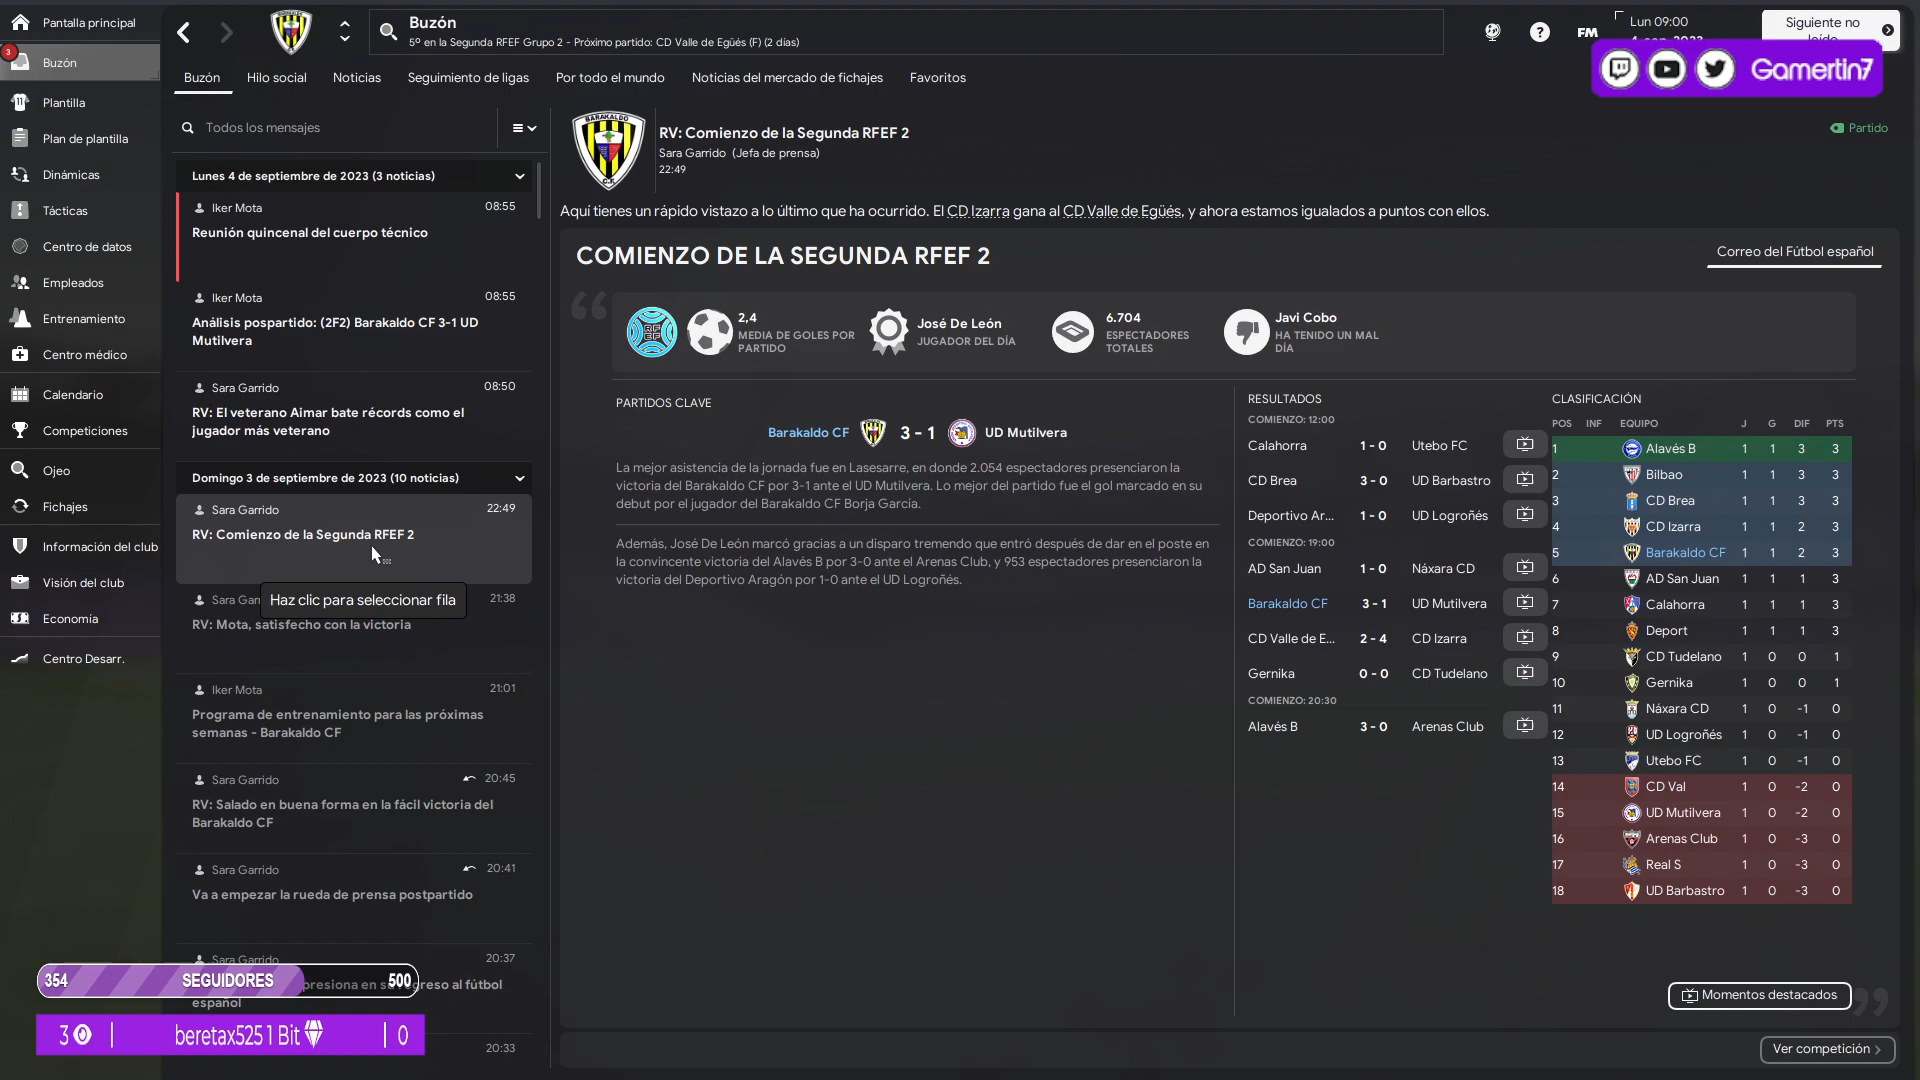 Pantalla principal
3
Buzón
Plantilla
Plan de plantilla
Dinámicas
Tácticas
Centro de datos
Empleados
Entrenamiento
Centro médico
Calendario
Competiciones
Ojeo
Fichajes
Información del club
Visión del club
Economía
Centro Desarr.
Buzón
5º en la Segunda RFEF Grupo 2 - Próximo partido: CD Valle de Egüés (F) (2 días)
FM
Lun 09:00
Siguiente no
Gamertin7
Buzón
Hilo social
Noticias
Seguimiento de ligas
Por todo el mundo
Noticias del mercado de fichajes
Favoritos
Todos los mensajes
Lunes 4 de septiembre de 2023 (3 noticias)
Iker Mota 08:55
Reunión quincenal del cuerpo técnico
Iker Mota 08:55
Análisis pospartido: (2F2) Barakaldo CF 3-1 UD
Mutilvera
Sara Garrido 08:50
RV: El veterano Aimar bate récords como el
jugador más veterano
Domingo 3 de septiembre de 2023 (10 noticias)
Sara Garrido 22:49
RV: Comienzo de la Segunda RFEF 2
Haz clic para seleccionar fila
Sara Gar 21:38
RV: Mota, satisfecho con la victoria
Iker Mota 21:01
Programa de entrenamiento para las próximas
semanas - Barakaldo CF
Sara Garrido 20:45
RV: Salado en buena forma en la fácil victoria del
Barakaldo CF
Sara Garrido 20:41
Va a empezar la rueda de prensa postpartido
Sara Garrido 20:37
presiona en su regreso al fútbol
español
20:33
354 SEGUIDORES 500
3 beretax525 1 Bit 0
BARAKALDO
RV: Comienzo de la Segunda RFEF 2
Sara Garrido (Jefa de prensa)
22:49
Partido
Aquí tienes un rápido vistazo a lo último que ha ocurrido. El CD Izarra gana al CD Valle de Egüés, y ahora estamos igualados a puntos con ellos.
COMIENZO DE LA SEGUNDA RFEF 2
Correo del Fútbol español
2,4
MEDIA DE GOLES POR
PARTIDO
José De León
JUGADOR DEL DÍA
6.704
ESPECTADORES
TOTALES
Javi Cobo
HA TENIDO UN MAL
DÍA
PARTIDOS CLAVE
Barakaldo CF 3 - 1 UD Mutilvera
La mejor asistencia de la jornada fue en Lasesarre, en donde 2.054 espectadores presenciaron la
victoria del Barakaldo CF por 3-1 ante el UD Mutilvera. Lo mejor del partido fue el gol marcado en su
debut por el jugador del Barakaldo CF Borja García.
Además, José De León marcó gracias a un disparo tremendo que entró después de dar en el poste en
la convincente victoria del Alavés B por 3-0 ante el Arenas Club, y 953 espectadores presenciaron la
victoria del Deportivo Aragón por 1-0 ante el UD Logroñés.
RESULTADOS
COMIENZO: 12:00
Calahorra 1 - 0 Utebo FC
CD Brea 3 - 0 UD Barbastro
Deportivo Ar... 1 - 0 UD Logroñés
COMIENZO: 19:00
AD San Juan 1 - 0 Náxara CD
Barakaldo CF 3 - 1 UD Mutilvera
CD Valle de E... 2 - 4 CD Izarra
Gernika 0 - 0 CD Tudelano
COMIENZO: 20:30
Alavés B 3 - 0 Arenas Club
CLASIFICACIÓN
POS INF EQUIPO J G DIF PTS
1 Alavés B 1 1 3 3
2 Bilbao 1 1 3 3
3 CD Brea 1 1 3 3
4 CD Izarra 1 1 2 3
5 Barakaldo CF 1 1 2 3
6 AD San Juan 1 1 1 3
7 Calahorra 1 1 1 3
8 Deport 1 1 1 3
9 CD Tudelano 1 0 0 1
10 Gernika 1 0 0 1
11 Náxara CD 1 0 -1 0
12 UD Logroñés 1 0 -1 0
13 Utebo FC 1 0 -1 0
14 CD Val 1 0 -2 0
15 UD Mutilvera 1 0 -2 0
16 Arenas Club 1 0 -3 0
17 Real S 1 0 -3 0
18 UD Barbastro 1 0 -3 0
Momentos destacados
Ver competición